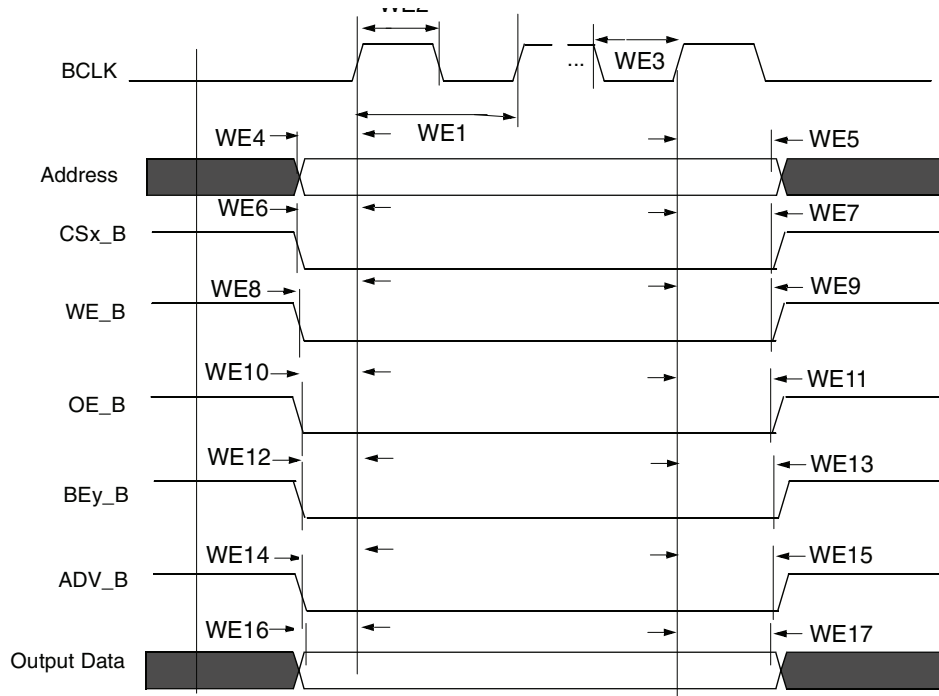 WE2
BCLK
...
WE3
WE1
WE4
WE5
Address
WE6
WE7
CSx_B
WE8
WE9
WE_B
WE10
WE11
OE_B
WE12
WE13
BEy_B
WE14
WE15
ADV_B
WE16
WE17
Output Data